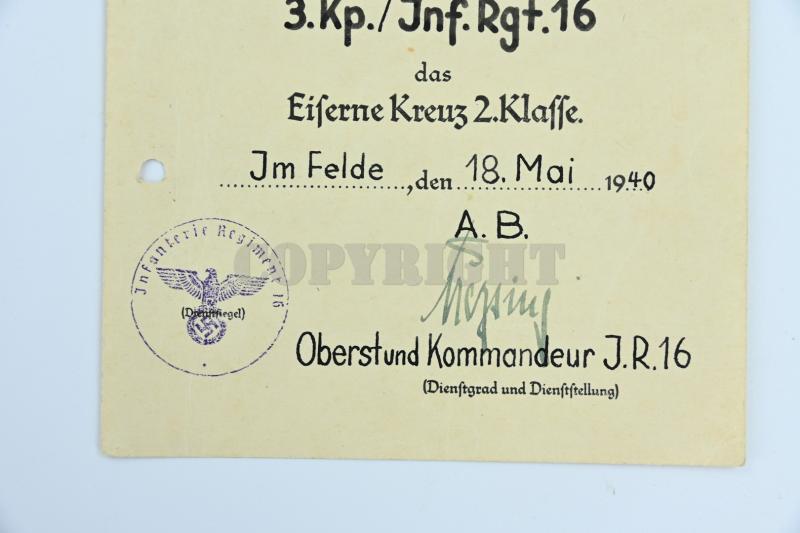 3.Kp./Jnf.Rgt.16
das
Eiſerne Kreuz 2.Klaſſe.
Jm Felde, den 18. Mai 1940
A. B.
COPYRIGHT
Infanterie Regiment 16
(Dienſtſiegel)
Oberst und Kommandeur J.R.16
(Dienſtgrad und Dienſtſtellung)